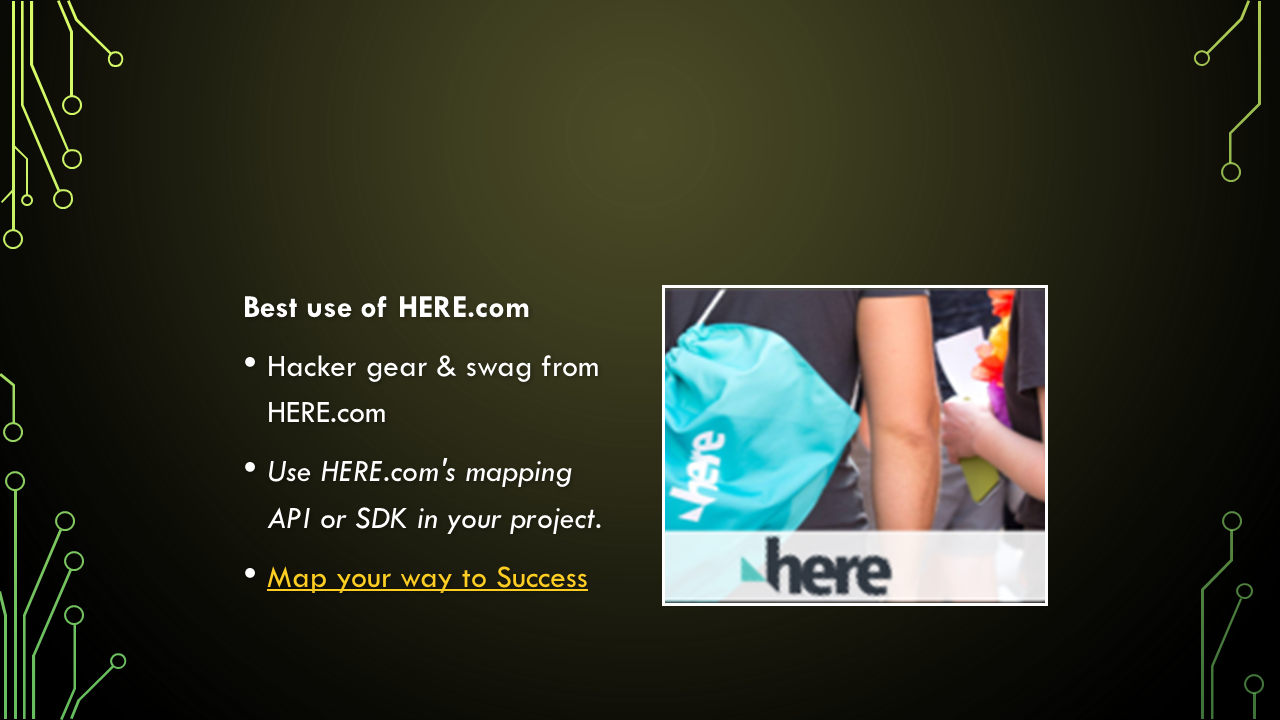 Best use of HERE.com
• Hacker gear & swag from
HERE.com
• Use HERE.com's mapping
API or SDK in your project.
• Map your way to Success
here
here